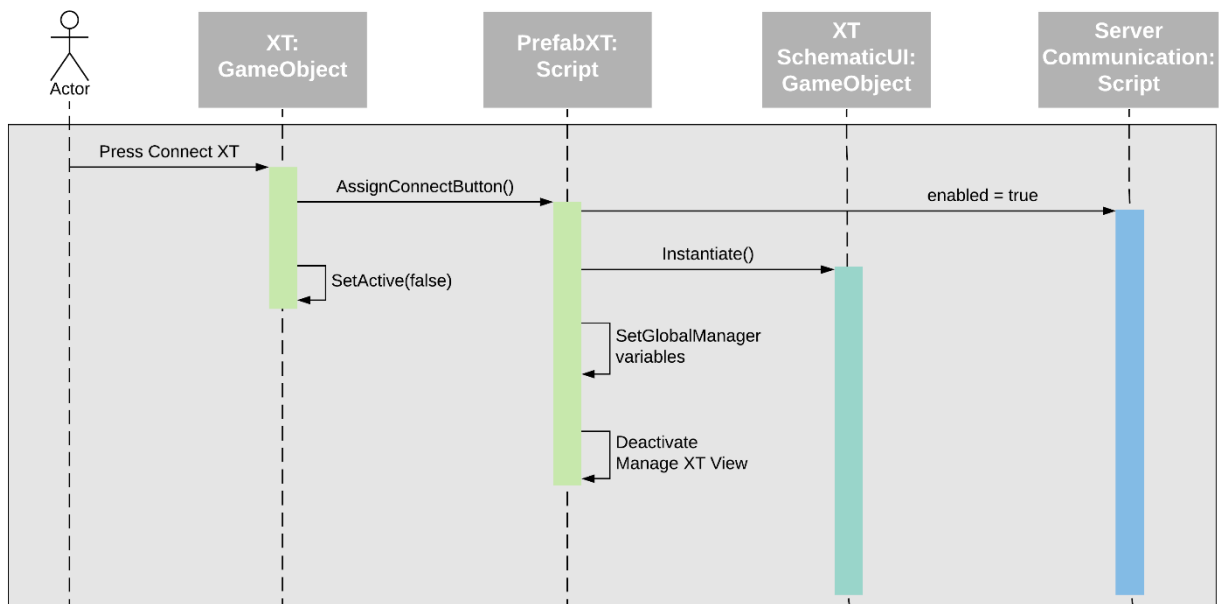 Actor
XT:
GameObject
PrefabXT:
Script
XT
SchematicUI:
GameObject
Server
Communication:
Script
Press Connect XT
AssignConnectButton()
enabled = true
Instantiate()
SetActive(false)
SetGlobalManager
variables
Deactivate
Manage XT View